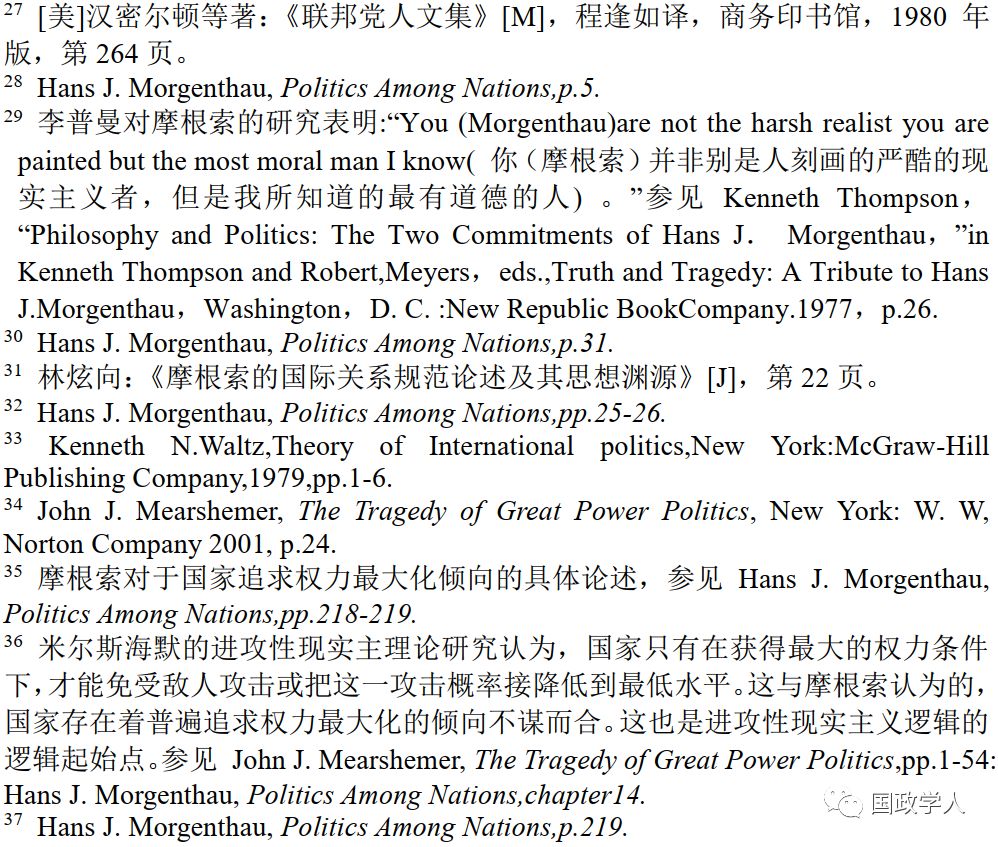 27 [美]汉密尔顿等著：《联邦党人文集》[M]，程逢如译，商务印书馆，1980 年
版，第 264 页。
28 Hans J. Morgenthau, Politics Among Nations,p.5.
29 李普曼对摩根索的研究表明:“You (Morgenthau)are not the harsh realist you are
painted but the most moral man I know( 你（摩根索）并非别是人刻画的严酷的现
实主义者，但是我所知道的最有道德的人) 。”参见 Kenneth Thompson，
“Philosophy and Politics: The Two Commitments of Hans J． Morgenthau，”in
Kenneth Thompson and Robert,Meyers，eds.,Truth and Tragedy: A Tribute to Hans
J.Morgenthau，Washington，D. C. :New Republic BookCompany.1977，p.26.
30 Hans J. Morgenthau, Politics Among Nations,p.31.
31 林炫向：《摩根索的国际关系规范论述及其思想渊源》[J]，第 22 页。
32 Hans J. Morgenthau, Politics Among Nations,pp.25-26.
33 Kenneth N.Waltz,Theory of International politics,New York:McGraw-Hill
Publishing Company,1979,pp.1-6.
34 John J. Mearshemer, The Tragedy of Great Power Politics, New York: W. W,
Norton Company 2001, p.24.
35 摩根索对于国家追求权力最大化倾向的具体论述，参见 Hans J. Morgenthau,
Politics Among Nations,pp.218-219.
36 米尔斯海默的进攻性现实主理论研究认为，国家只有在获得最大的权力条件
下，才能免受敌人攻击或把这一攻击概率接降低到最低水平。这与摩根索认为的，
国家存在着普遍追求权力最大化的倾向不谋而合。这也是进攻性现实主义逻辑的
逻辑起始点。参见 John J. Mearshemer, The Tragedy of Great Power Politics,pp.1-54:
Hans J. Morgenthau, Politics Among Nations,chapter14.
37 Hans J. Morgenthau, Politics Among Nations,p.219.
国政学人